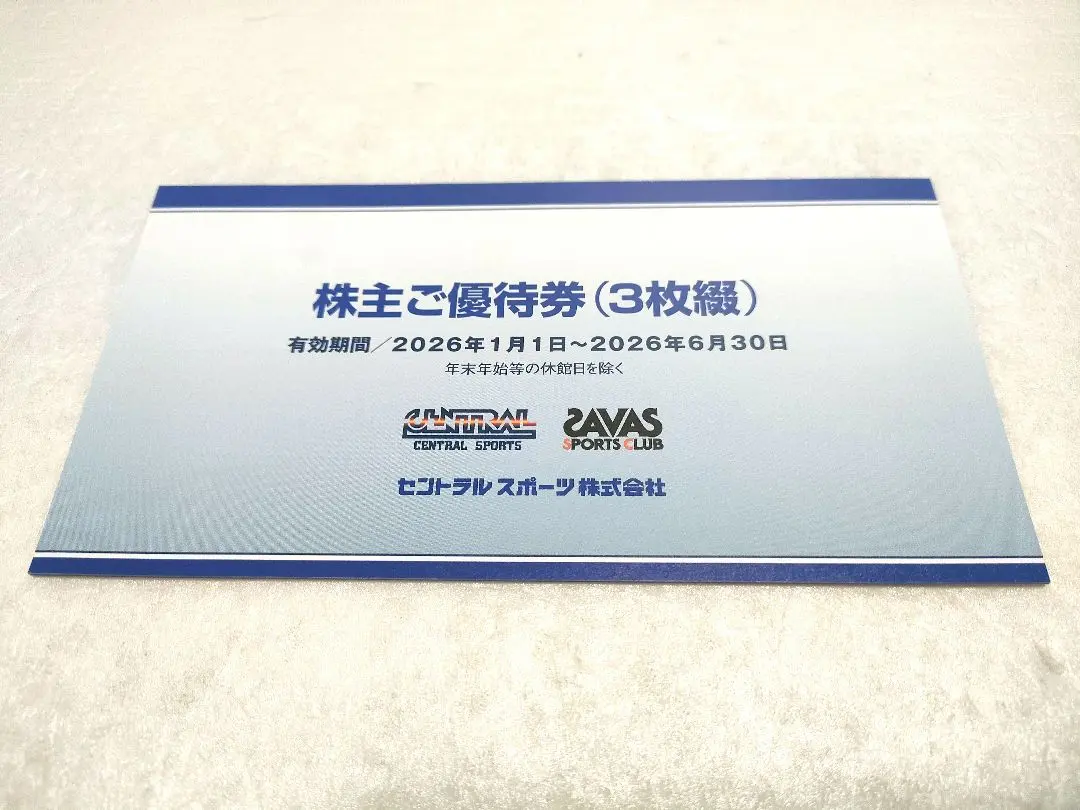 株主ご優待券(3枚綴)
有効期間／2026年1月1日～2026年6月30日
年末年始等の休館日を除く
CENTRAL
CENTRAL SPORTS
SAVAS
SPORTS CLUB
セントラルスポーツ株式会社